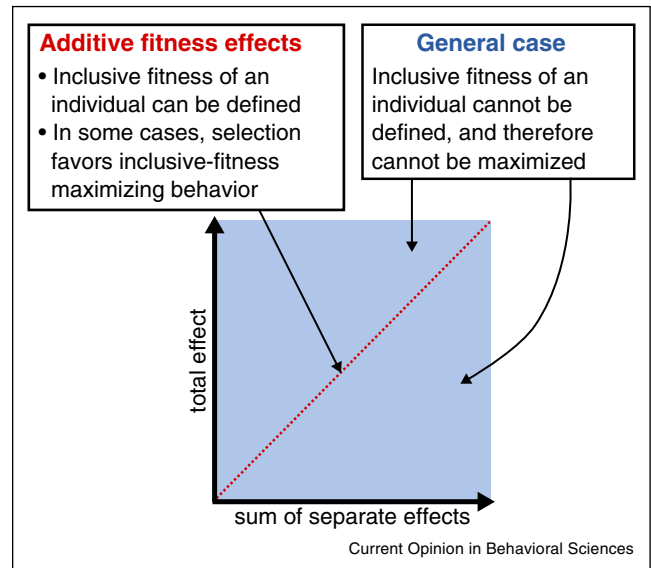 Additive fitness effects
• Inclusive fitness of an
individual can be defined
• In some cases, selection
favors inclusive-fitness
maximizing behavior
General case
Inclusive fitness of an
individual cannot be
defined, and therefore
cannot be maximized
total effect
sum of separate effects
Current Opinion in Behavioral Sciences